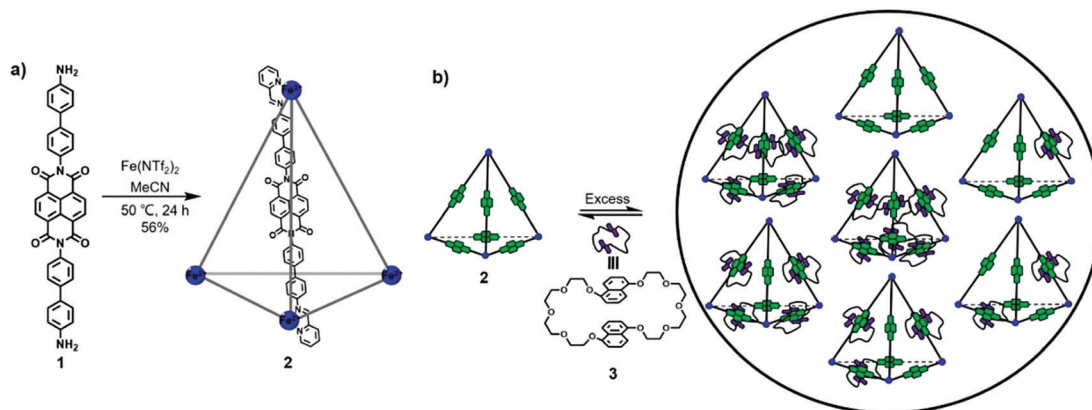 a)
NH₂
O
N
O
O
N
O
NH₂
1
Fe(NTf₂)₂
MeCN
50 °C, 24 h
56%
N
N
O
N
O
O
N
O
N
N
2
b)
2
Excess
O
O
O
O
O
O
O
O
O
O
3